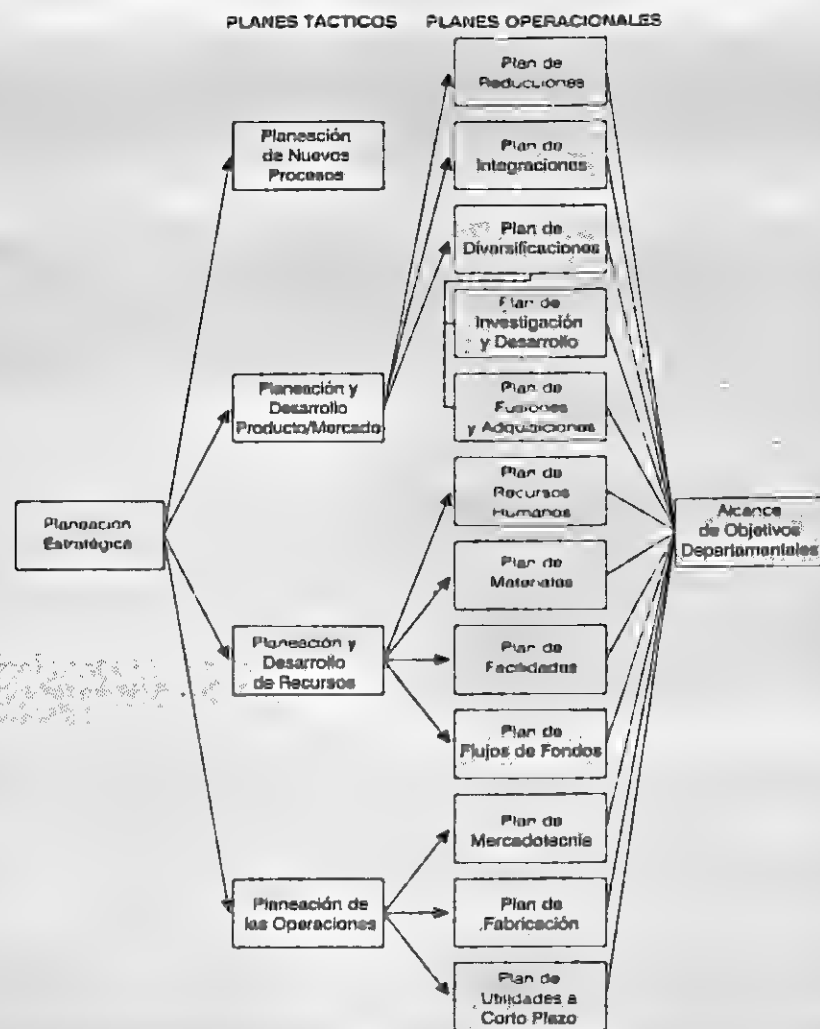 PLANES TACTICOS
PLANES OPERACIONALES
Plan de
Reducciones
Planeación
de Nuevos
Procesos
Plan de
Integraciones
Plan de
Diversificaciones
Plan de
Investigación
y Desarrollo
Planeación y
Desarrollo
Producto/Mercado
Plan de
Fusiones
y Adquisiciones
Plan de
Recursos
Humanos
Planeación
Estratégica
Alcance
de Objetivos
Departamentales
Plan de
Materiales
Planeación y
Desarrollo
de Recursos
Plan de
Facilidades
Plan de
Flujos de Fondos
Plan de
Mercadotecnia
Planeación de
las Operaciones
Plan de
Fabricación
Plan de
Utilidades a
Corto Plazo